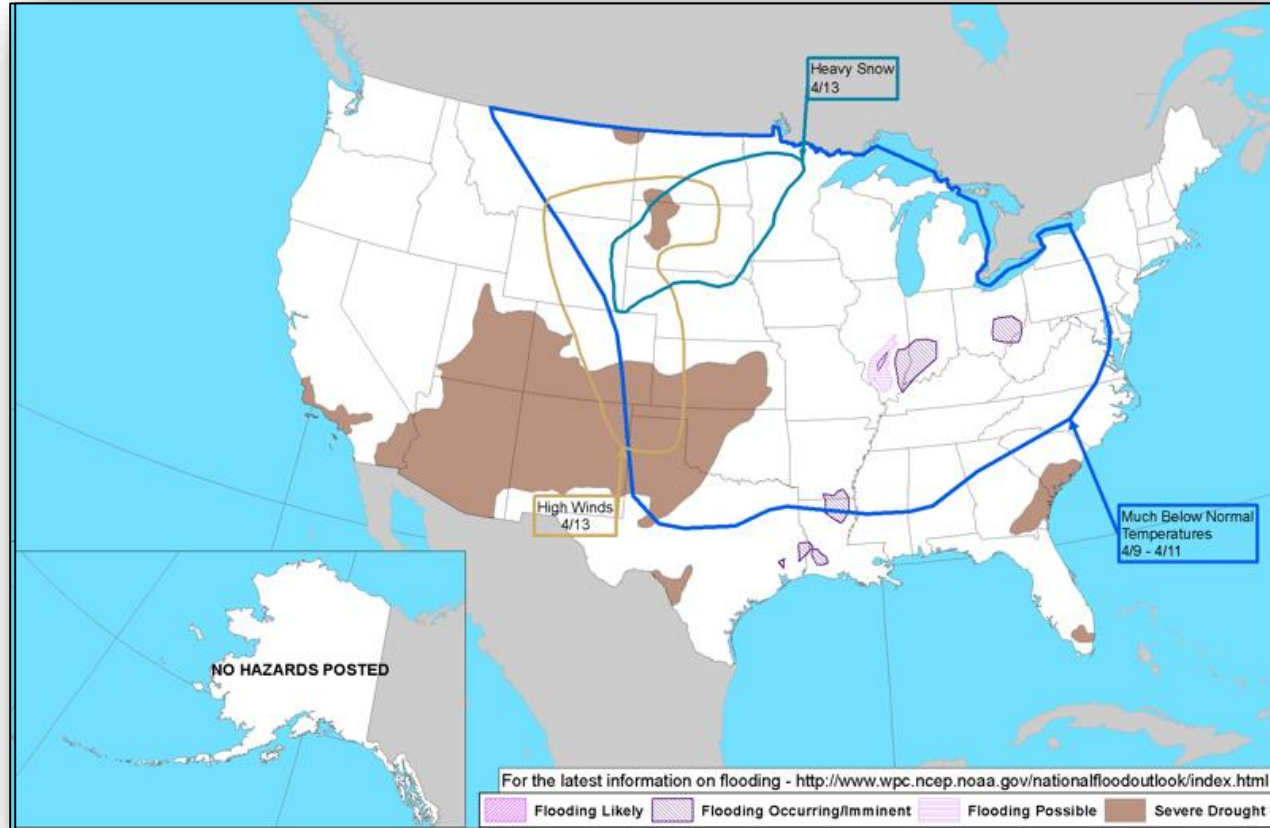 Heavy Snow
4/13
High Winds
4/13
Much Below Normal
Temperatures
4/9 - 4/11
NO HAZARDS POSTED
For the latest information on flooding - http://www.wpc.ncep.noaa.gov/nationalfloodoutlook/index.html
Flooding Likely Flooding Occurring/Imminent Flooding Possible Severe Drought